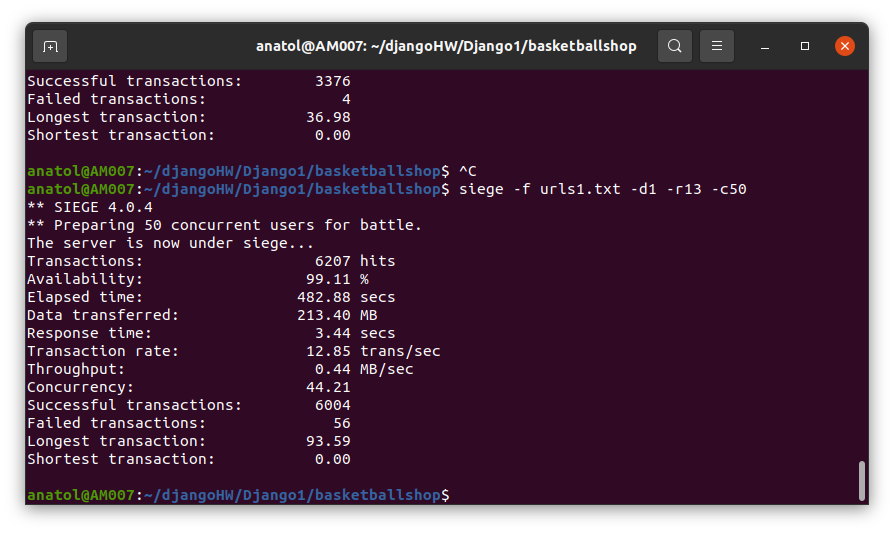 anatol@AM007: ~/djangoHW/Django1/basketballshop
Successful transactions:        3376
Failed transactions:               4
Longest transaction:           36.98
Shortest transaction:           0.00
anatol@AM007:~/djangoHW/Django1/basketballshop$ ^C
anatol@AM007:~/djangoHW/Django1/basketballshop$ siege -f urls1.txt -d1 -r13 -c50
** SIEGE 4.0.4
** Preparing 50 concurrent users for battle.
The server is now under siege...
Transactions:                   6207 hits
Availability:                  99.11 %
Elapsed time:                 482.88 secs
Data transferred:             213.40 MB
Response time:                  3.44 secs
Transaction rate:              12.85 trans/sec
Throughput:                     0.44 MB/sec
Concurrency:                   44.21
Successful transactions:        6004
Failed transactions:              56
Longest transaction:           93.59
Shortest transaction:           0.00
anatol@AM007:~/djangoHW/Django1/basketballshop$